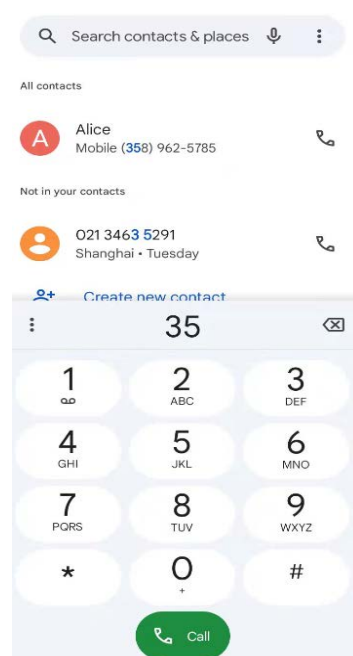 Search contacts & places
All contacts
A
Alice
Mobile (358) 962-5785
Not in your contacts
021 3463 5291
Shanghai • Tuesday
Create new contact
35
1
2
ABC
3
DEF
4
GHI
5
JKL
6
MNO
7
PQRS
8
TUV
9
WXYZ
*
0
+
#
Call